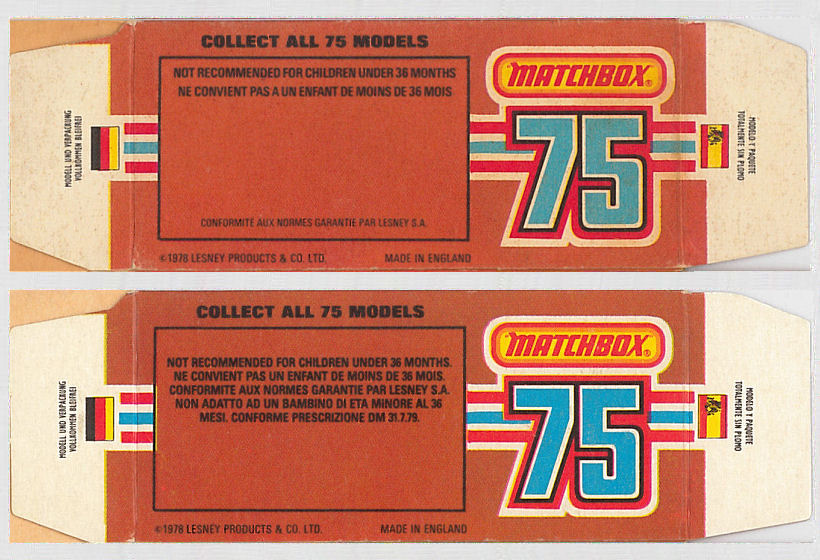 COLLECT ALL 75 MODELS
NOT RECOMMENDED FOR CHILDREN UNDER 36 MONTHS
NE CONVIENT PAS A UN ENFANT DE MOINS DE 36 MOIS
CONFORMITE AUX NORMES GARANTIE PAR LESNEY S.A.
©1978 LESNEY PRODUCTS & CO. LTD. MADE IN ENGLAND
MATCHBOX®
75
MODELL UND VERPACKUNG
VOLLKOMMEN BLEIFREI
MODELO Y PAQUETE
TOTALMENTE SIN PLOMO
COLLECT ALL 75 MODELS
NOT RECOMMENDED FOR CHILDREN UNDER 36 MONTHS.
NE CONVIENT PAS UN ENFANT DE MOINS DE 36 MOIS.
CONFORMITE AUX NORMES GARANTIE PAR LESNEY S.A.
NON ADATTO AD UN BAMBINO DI ETA MINORE AL 36
MESI. CONFORME PRESCRIZIONE DM 31.7.79.
©1978 LESNEY PRODUCTS & CO. LTD. MADE IN ENGLAND
MATCHBOX®
75
MODELL UND VERPACKUNG
VOLLKOMMEN BLEIFREI
MODELO Y PAQUETE
TOTALMENTE SIN PLOMO